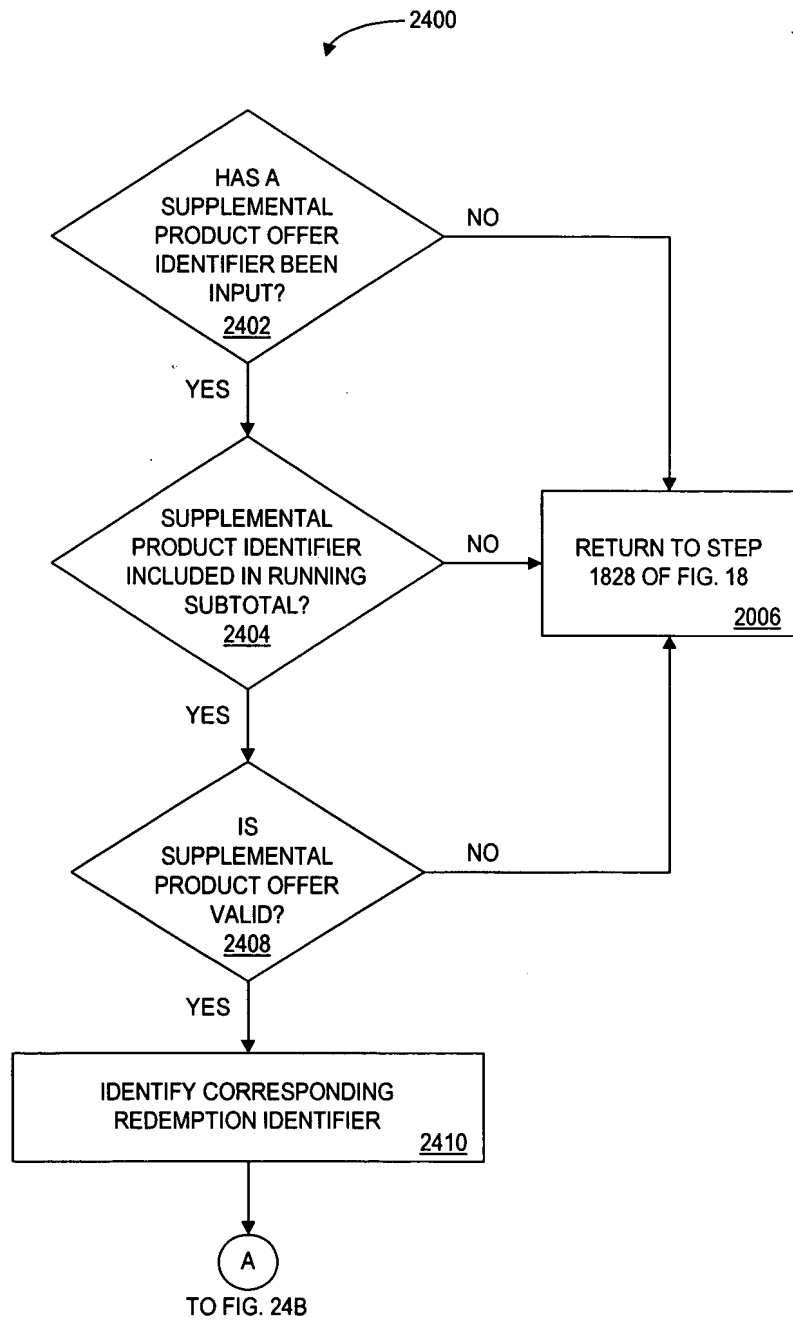 2400
HAS A
SUPPLEMENTAL
PRODUCT OFFER
IDENTIFIER BEEN
INPUT?
2402
NO
YES
SUPPLEMENTAL
PRODUCT IDENTIFIER
INCLUDED IN RUNNING
SUBTOTAL?
2404
NO
RETURN TO STEP
1828 OF FIG. 18
2006
YES
IS
SUPPLEMENTAL
PRODUCT OFFER
VALID?
2408
NO
YES
IDENTIFY CORRESPONDING
REDEMPTION IDENTIFIER
2410
A
TO FIG. 24B